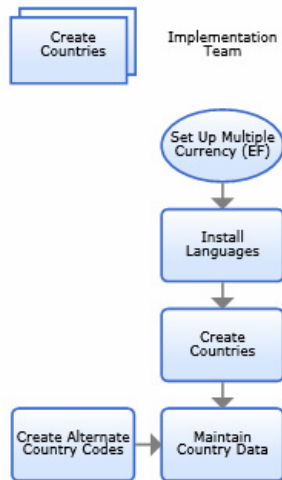 Create
Countries
Implementation
Team
Set Up Multiple
Currency (EF)
Install
Languages
Create
Countries
Create Alternate
Country Codes
Maintain
Country Data